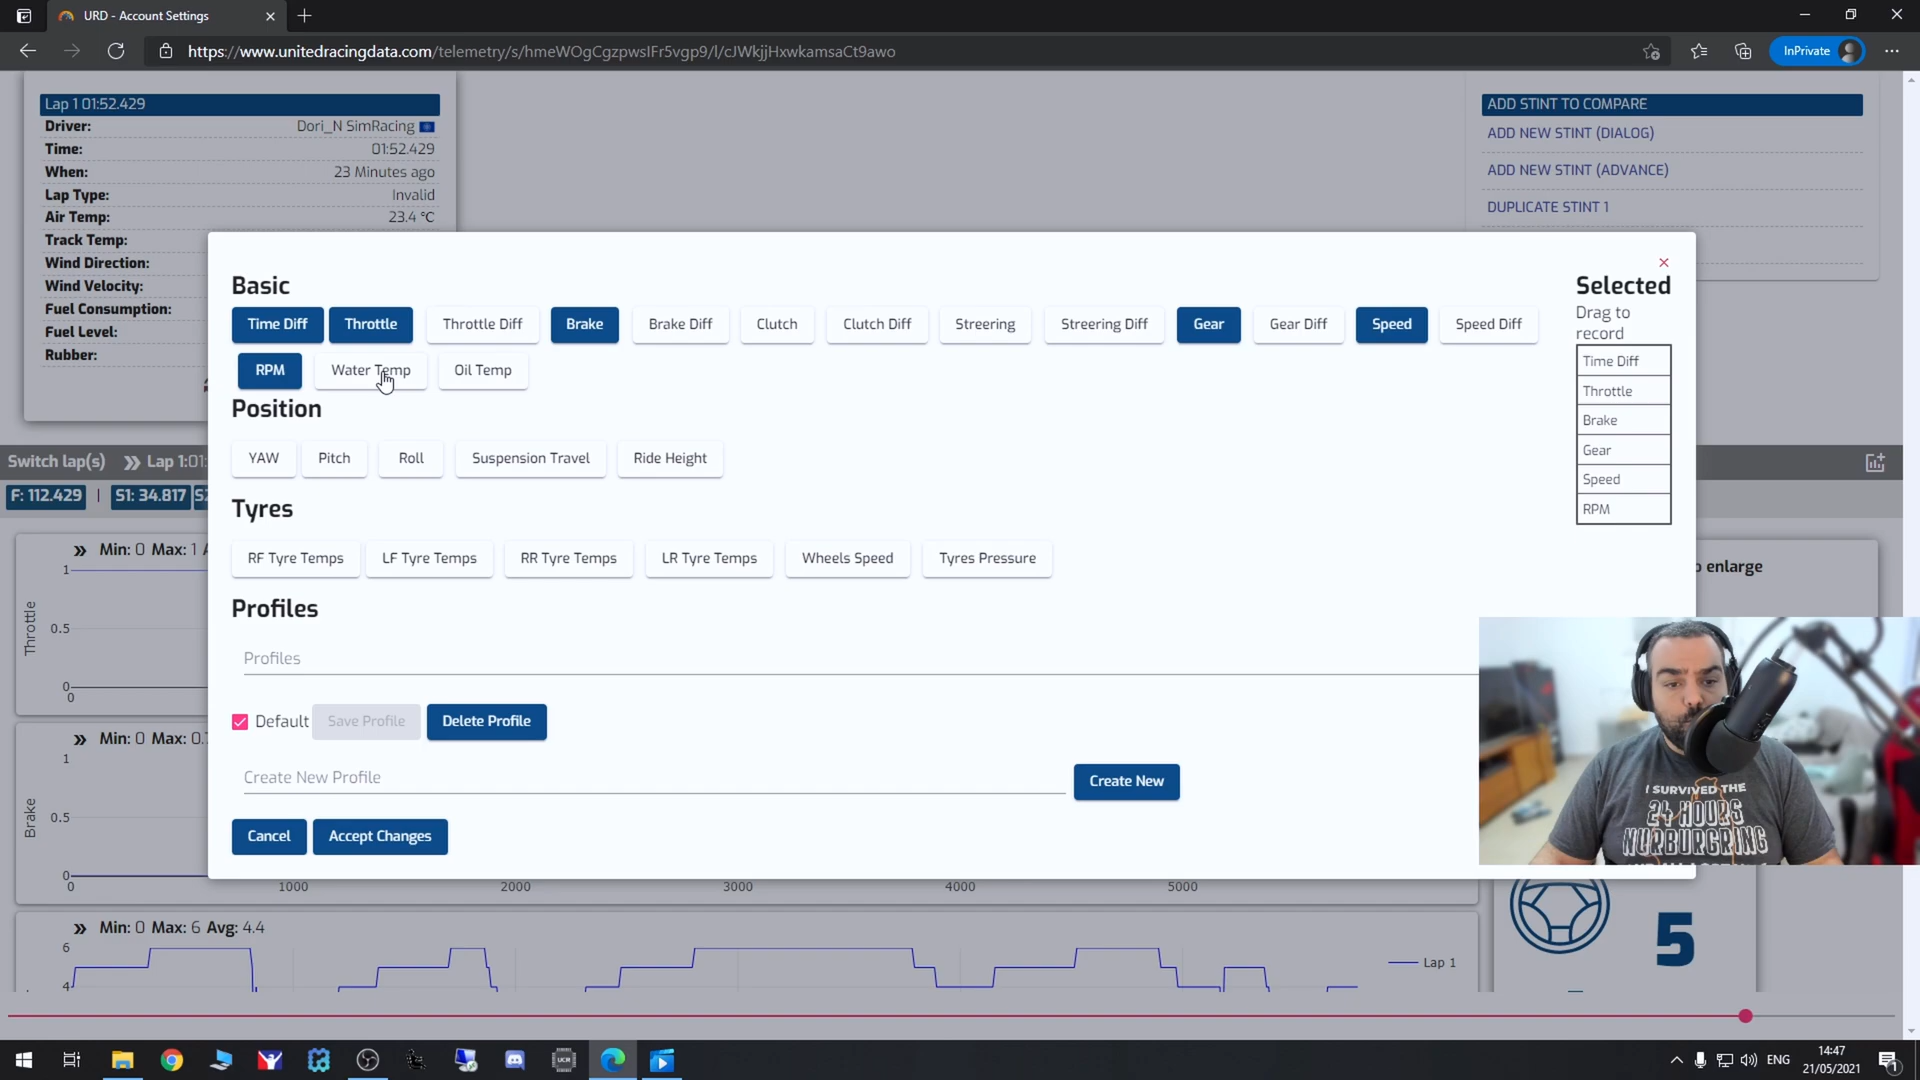 URD - Account Settings
https://www.unitedracingdata.com/telemetry/s/hmeWOgCgzpwsIFr5vgp9/l/cJWkjjHxwkamsaCt9awo
InPrivate
Lap 1 01:52.429
Driver: Dori_N SimRacing
Time: 01:52.429
When: 23 Minutes ago
Lap Type: Invalid
Air Temp: 23.4 °C
Track Temp:
Wind Direction:
Wind Velocity:
Fuel Consumption:
Fuel Level:
Rubber:
ADD STINT TO COMPARE
ADD NEW STINT (DIALOG)
ADD NEW STINT (ADVANCE)
DUPLICATE STINT 1
Basic
Time Diff Throttle Throttle Diff Brake Brake Diff Clutch Clutch Diff Streering Streering Diff Gear Gear Diff Speed Speed Diff
RPM Water Temp Oil Temp
Position
YAW Pitch Roll Suspension Travel Ride Height
Tyres
RF Tyre Temps LF Tyre Temps RR Tyre Temps LR Tyre Temps Wheels Speed Tyres Pressure
Profiles
Profiles
Default Save Profile Delete Profile
Create New Profile Create New
Cancel Accept Changes
Selected
Drag to
record
Time Diff
Throttle
Brake
Gear
Speed
RPM
Switch lap(s) Lap 1:01:
F: 112.429 | S1: 34.817
Min: 0 Max: 1
1
0.5
0
0
Throttle
Min: 0 Max: 0.
1
0.5
0
Brake
0 1000 2000 3000 4000 5000
Min: 0 Max: 6 Avg: 4.4
6
4
Lap 1
enlarge
I SURVIVED THE
24 HOURS
NURBURGRING
5
UCR
ENG
14:47
21/05/2021
1